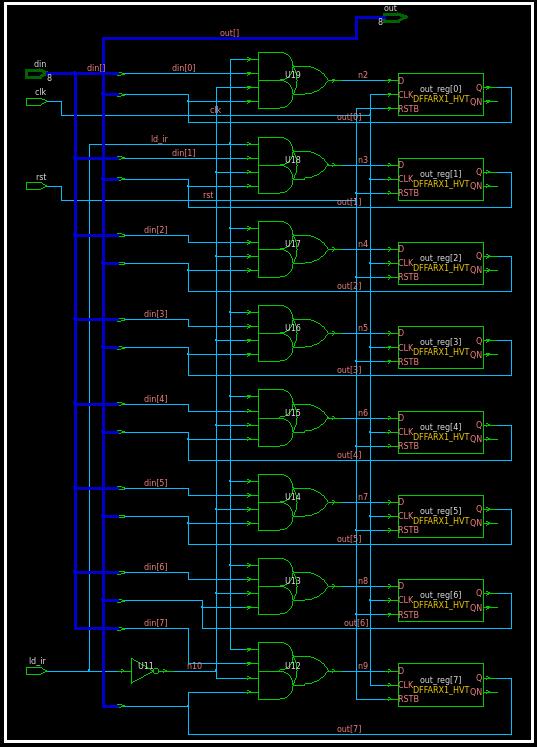 out
8
out[]
din
8
din[]
din[0]
U19
n2
D
Q
out_reg[0]
CLK
DFFARX1_HVT
QN
RSTB
clk
clk
out[0]
ld_ir
din[1]
U18
n3
D
Q
out_reg[1]
CLK
DFFARX1_HVT
QN
RSTB
rst
rst
out[1]
din[2]
U17
n4
D
Q
out_reg[2]
CLK
DFFARX1_HVT
QN
RSTB
out[2]
din[3]
U16
n5
D
Q
out_reg[3]
CLK
DFFARX1_HVT
QN
RSTB
out[3]
din[4]
U15
n6
D
Q
out_reg[4]
CLK
DFFARX1_HVT
QN
RSTB
out[4]
din[5]
U14
n7
D
Q
out_reg[5]
CLK
DFFARX1_HVT
QN
RSTB
out[5]
din[6]
U13
n8
D
Q
out_reg[6]
CLK
DFFARX1_HVT
QN
RSTB
din[7]
out[6]
ld_ir
U11
n10
U12
n9
D
Q
out_reg[7]
CLK
DFFARX1_HVT
QN
RSTB
out[7]